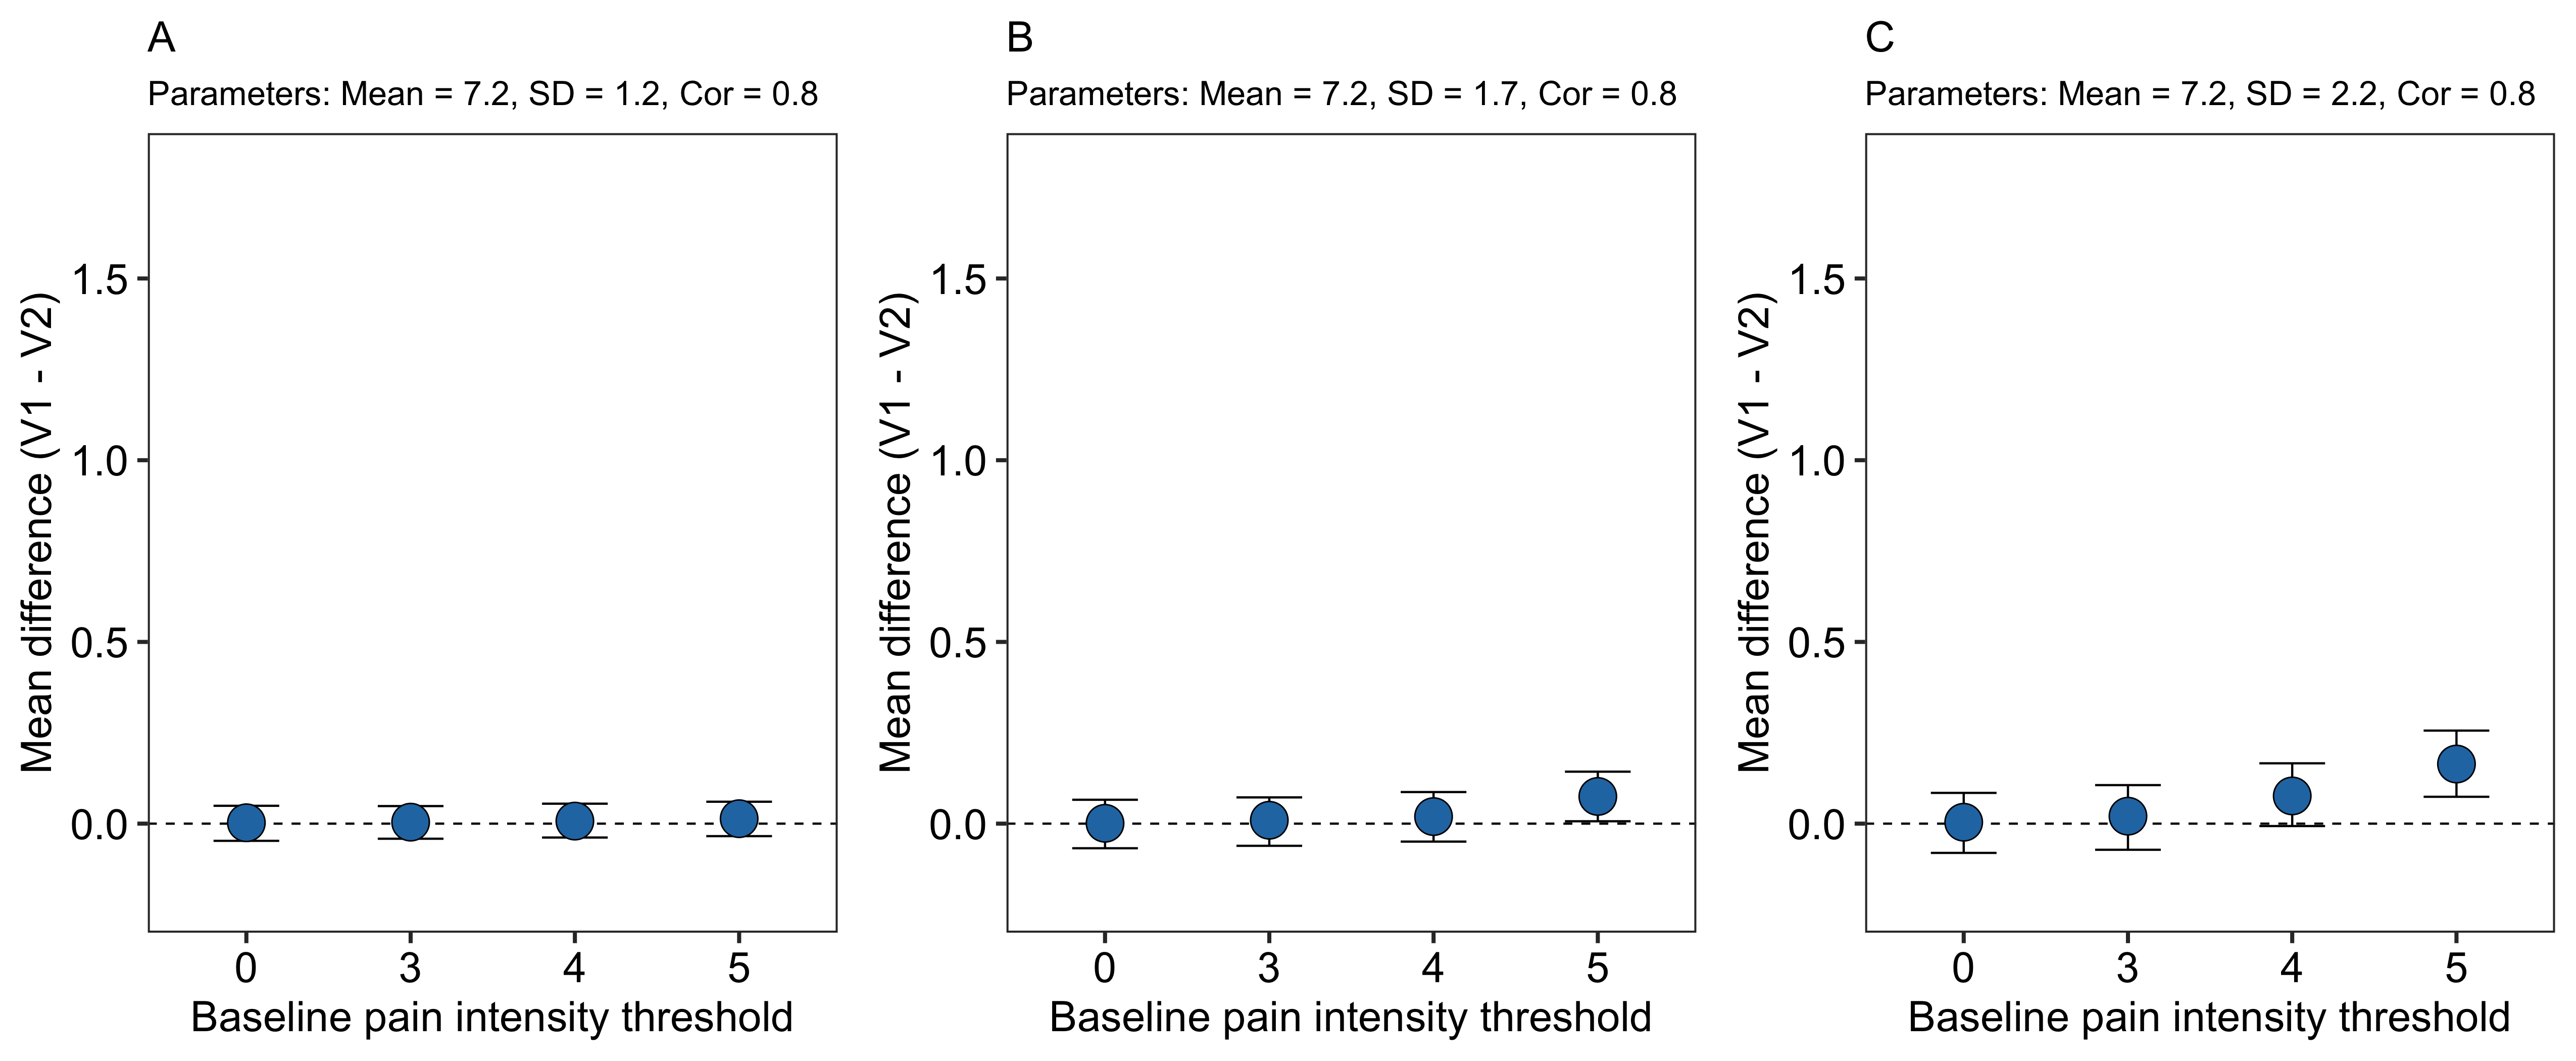 A
Parameters: Mean = 7.2, SD = 1.2, Cor = 0.8
Mean difference (V1 - V2)
1.5
1.0
0.5
0.0
0 3 4 5
Baseline pain intensity threshold
B
Parameters: Mean = 7.2, SD = 1.7, Cor = 0.8
Mean difference (V1 - V2)
1.5
1.0
0.5
0.0
0 3 4 5
Baseline pain intensity threshold
C
Parameters: Mean = 7.2, SD = 2.2, Cor = 0.8
Mean difference (V1 - V2)
1.5
1.0
0.5
0.0
0 3 4 5
Baseline pain intensity threshold